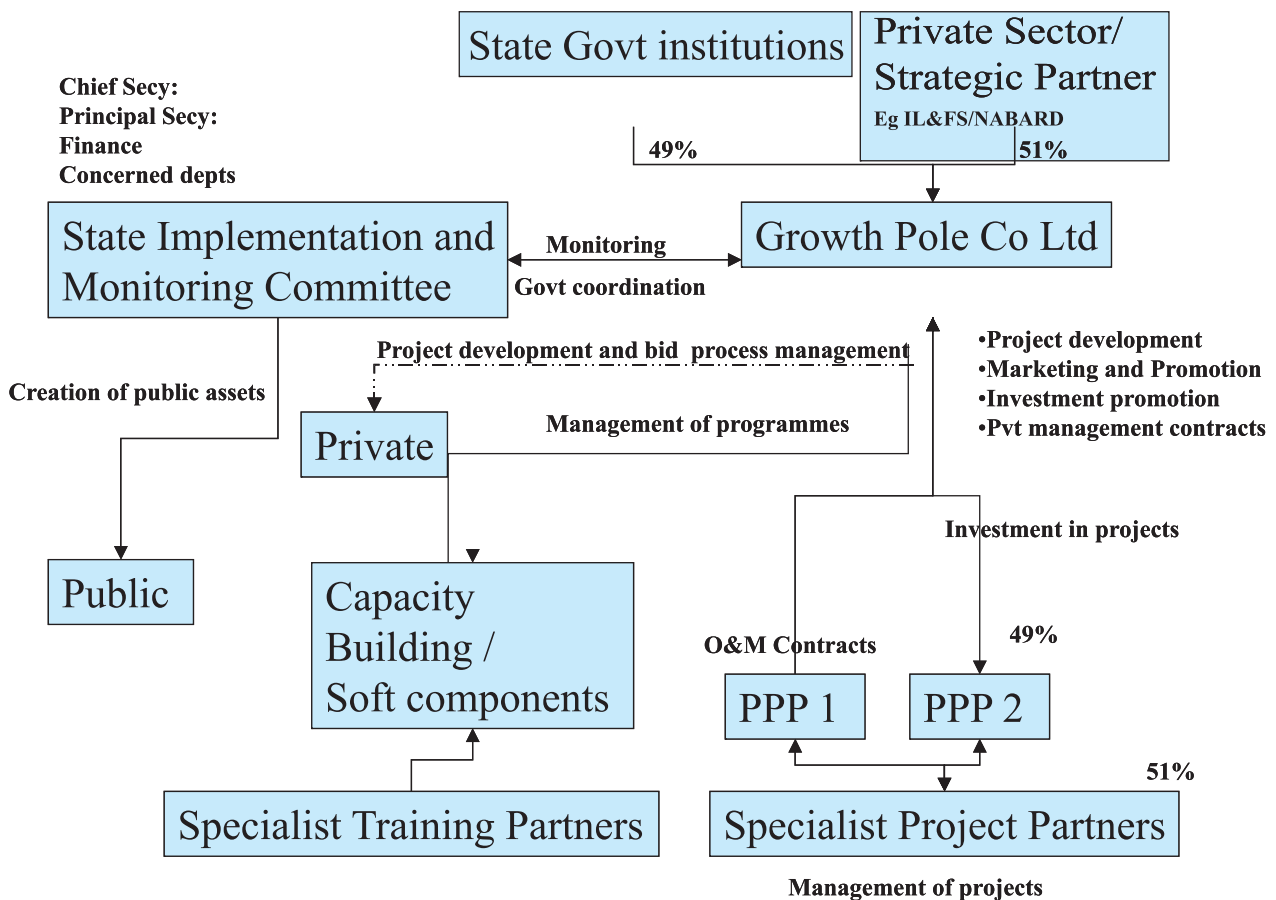 State Govt institutions
Private Sector/
Strategic Partner
Eg IL&FS/NABARD
Chief Secy:
Principal Secy:
Finance
Concerned depts
49%
51%
State Implementation and
Monitoring Committee
Monitoring
Govt coordination
Growth Pole Co Ltd
Project development and bid process management
•Project development
•Marketing and Promotion
•Investment promotion
•Pvt management contracts
Creation of public assets
Private
Management of programmes
Investment in projects
Public
Capacity
Building /
Soft components
O&M Contracts
49%
PPP 1
PPP 2
51%
Specialist Training Partners
Specialist Project Partners
Management of projects